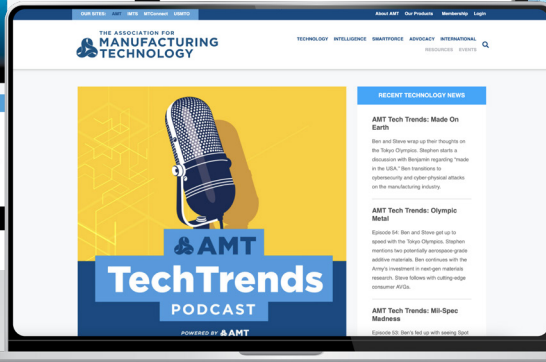 OUR SITES: AMT IMTS MTConnect USMTO
About AMT Our Products Membership Login
THE ASSOCIATION FOR
MANUFACTURING
TECHNOLOGY
TECHNOLOGY INTELLIGENCE SMARTFORCE ADVOCACY INTERNATIONAL
RESOURCES EVENTS
AMT
TechTrends
PODCAST
POWERED BY AMT
RECENT TECHNOLOGY NEWS
AMT Tech Trends: Made On
Earth
Ben and Steve wrap up their thoughts on
the Tokyo Olympics. Stephen starts a
discussion with Benjamin regarding "made
in the USA." Ben transitions to
cybersecurity and cyber-physical attacks
on the manufacturing industry.
AMT Tech Trends: Olympic
Metal
Episode 54: Ben and Steve get up to
speed with the Tokyo Olympics. Stephen
mentions two potentially aerospace-grade
additive materials. Ben continues with the
Army's investment in next-gen materials
research. Steve follows with cutting-edge
consumer AVGs.
AMT Tech Trends: Mil-Spec
Madness
Episode 53: Ben's fed up with seeing Spot